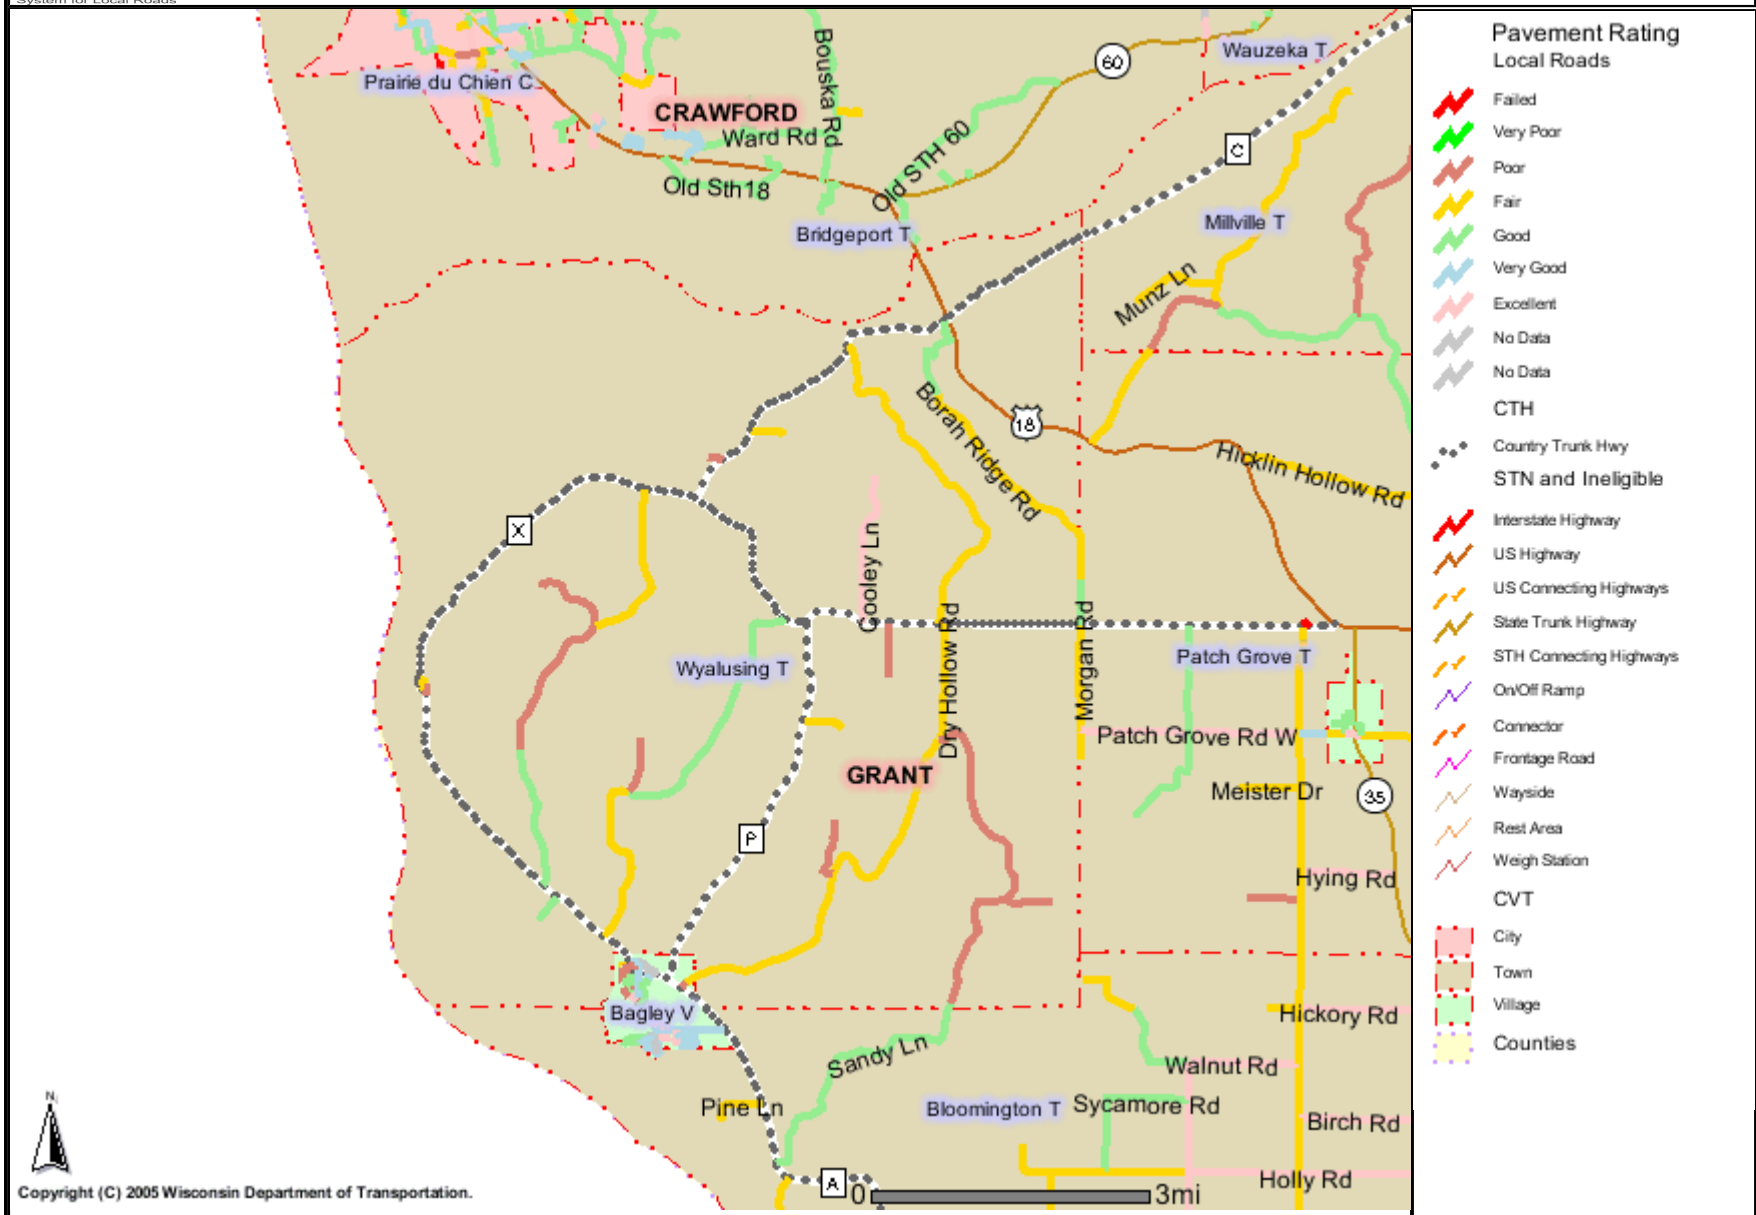 System for Local Roads
Prairie du Chien C
CRAWFORD
Bouska Rd
Ward Rd
Old Sth18
Old STH 60
60
Wauzeka T
C
Bridgeport T
Millville T
Munz Ln
Borah Ridge Rd
18
Hicklin Hollow Rd
X
Cooley Ln
Wyalusing T
Dry Hollow Rd
Morgan Rd
Patch Grove T
Patch Grove Rd W
GRANT
Meister Dr
35
P
Hying Rd
Bagley V
Hickory Rd
Sandy Ln
Walnut Rd
Pine Ln
Bloomington T
Sycamore Rd
Birch Rd
Holly Rd
A
0 3mi
N
Copyright (C) 2005 Wisconsin Department of Transportation.
Pavement Rating
Local Roads
Failed
Very Poor
Poor
Fair
Good
Very Good
Excellent
No Data
No Data
CTH
Country Trunk Hwy
STN and Ineligible
Interstate Highway
US Highway
US Connecting Highways
State Trunk Highway
STH Connecting Highways
On/Off Ramp
Connector
Frontage Road
Wayside
Rest Area
Weigh Station
CVT
City
Town
Village
Counties